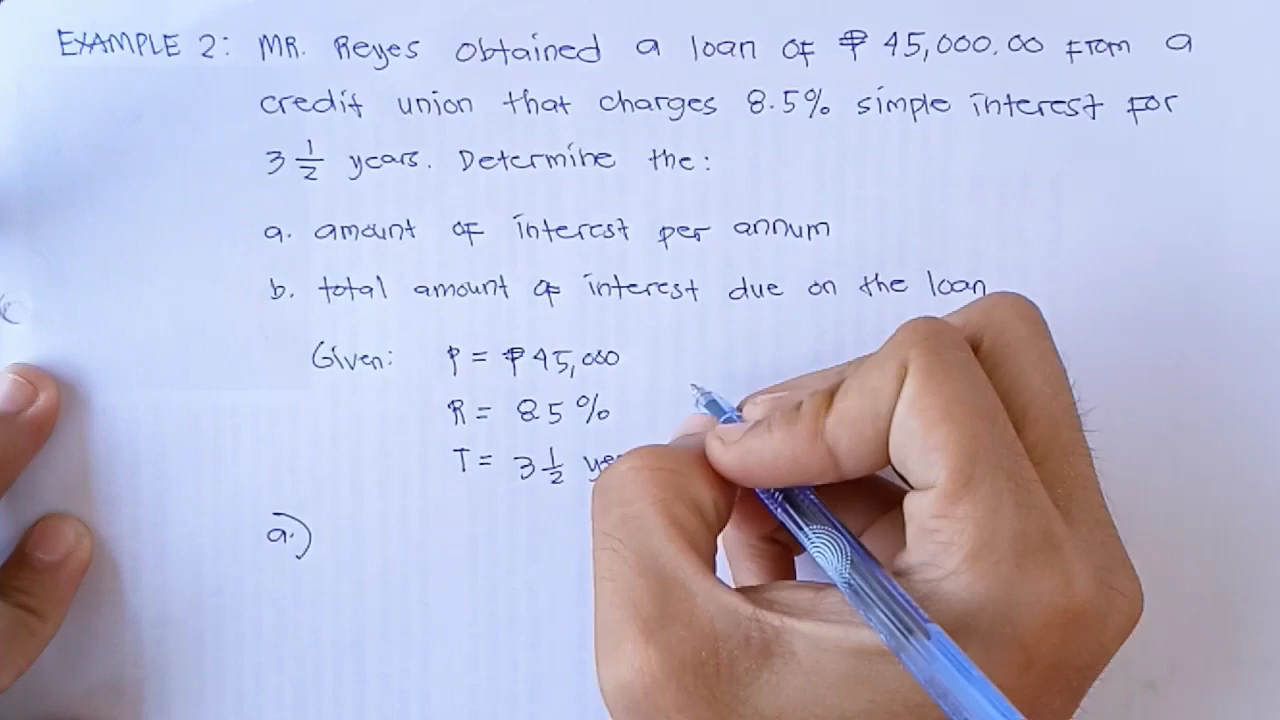 EXAMPLE 2: MR. Reyes obtained a loan of ₱ 45,000.00 from a
credit union that charges 8.5% simple interest for
3 1/2 years. Determine the:
a. amount of interest per annum
b. total amount of interest due on the loan
Given: P = ₱45,000
R = 8.5%
T = 3 1/2
a.)